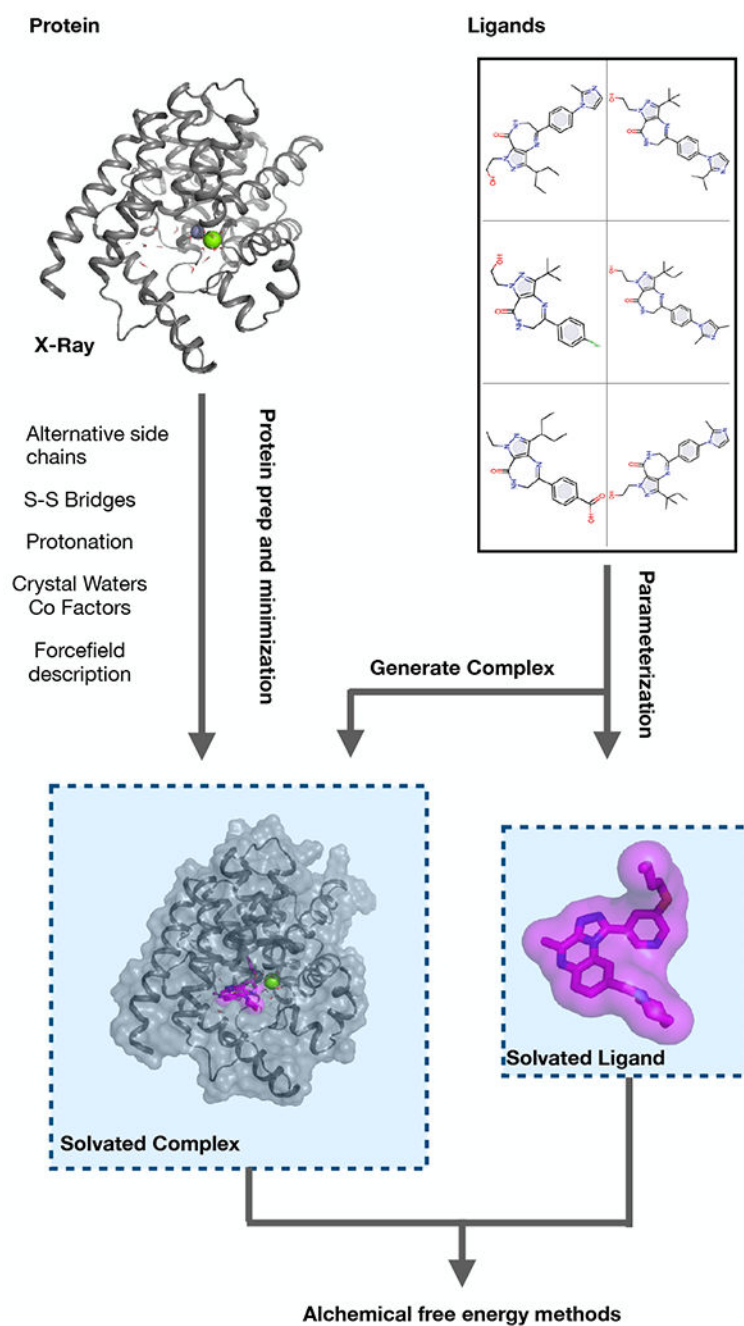 Protein
Ligands
X-Ray
Alternative side
chains
S-S Bridges
Protonation
Crystal Waters
Co Factors
Forcefield
description
Protein prep and minimization
Parameterization
Generate Complex
Solvated Complex
Solvated Ligand
Alchemical free energy methods